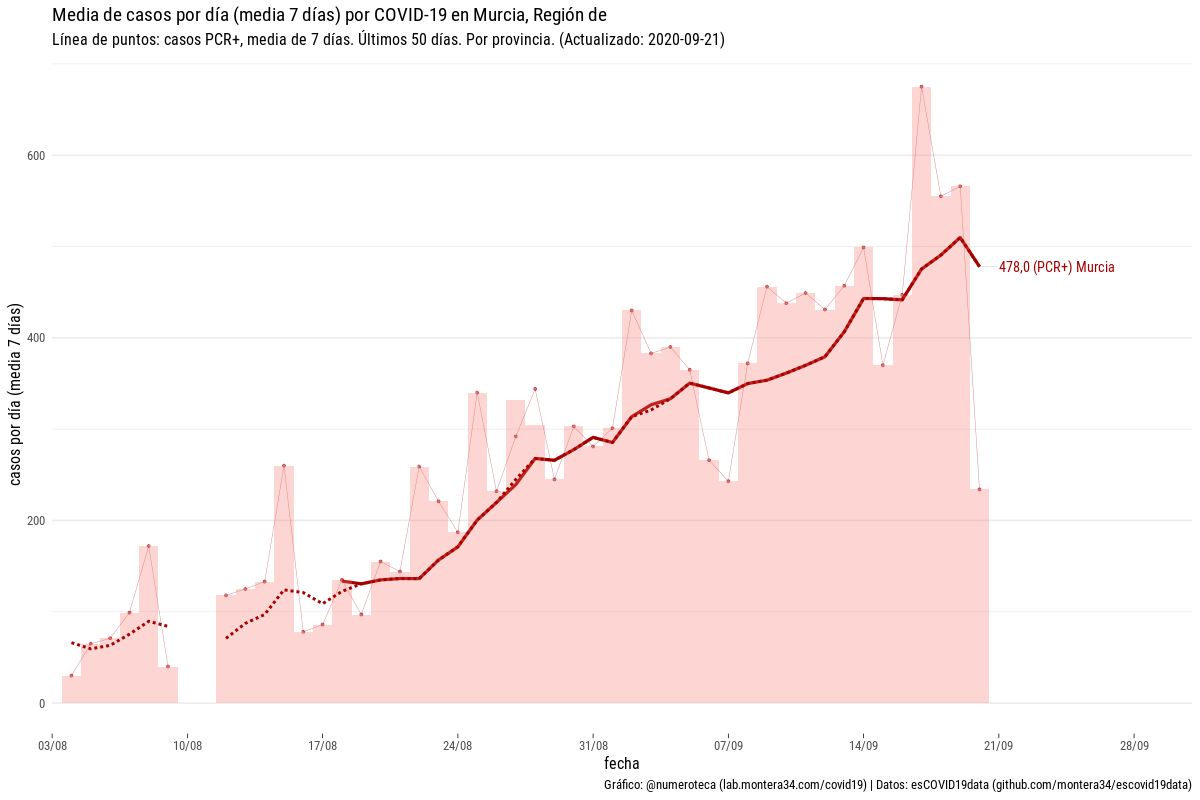 Media de casos por día (media 7 días) por COVID-19 en Murcia, Región de
Línea de puntos: casos PCR+, media de 7 días. Últimos 50 días. Por provincia. (Actualizado: 2020-09-21)
casos por día (media 7 días)
600
400
200
0
478,0 (PCR+) Murcia
03/08
10/08
17/08
24/08
31/08
07/09
14/09
21/09
28/09
fecha
Gráfico: @numeroteca (lab.montera34.com/covid19) | Datos: esCOVID19data (github.com/montera34/escovid19data)